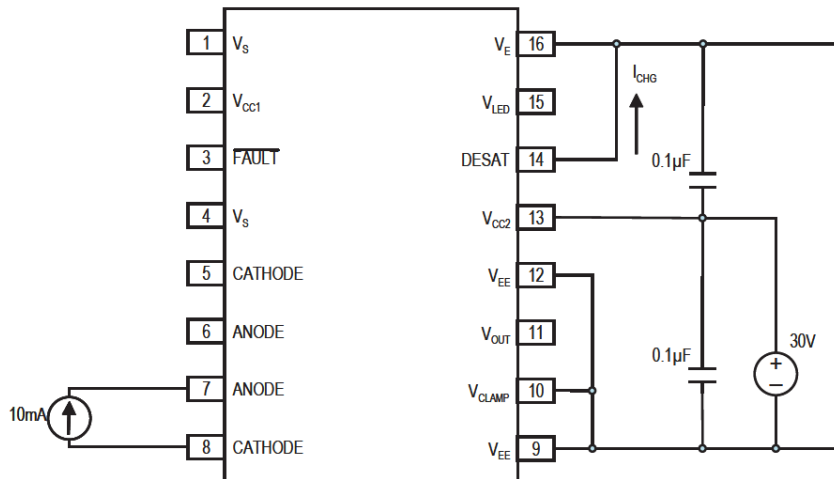 1 VS VE 16
ICHG
2 VCC1 VLED 15
3 FAULT DESAT 14
0.1µF
4 VS VCC2 13
5 CATHODE VEE 12
6 ANODE VOUT 11
30V
0.1µF
+
7 ANODE VCLAMP 10
–
10mA
8 CATHODE VEE 9